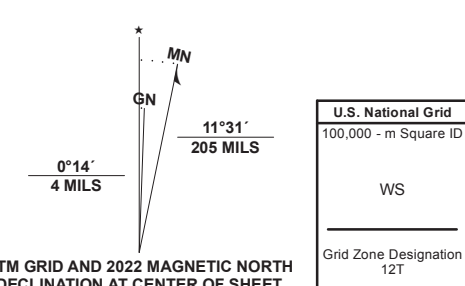 ★
MN
GN
11°31´
205 MILS
0°14´
4 MILS
TM GRID AND 2022 MAGNETIC NORTH
DECLINATION AT CENTER OF SHEET
U.S. National Grid
100,000 - m Square ID
WS
Grid Zone Designation
12T